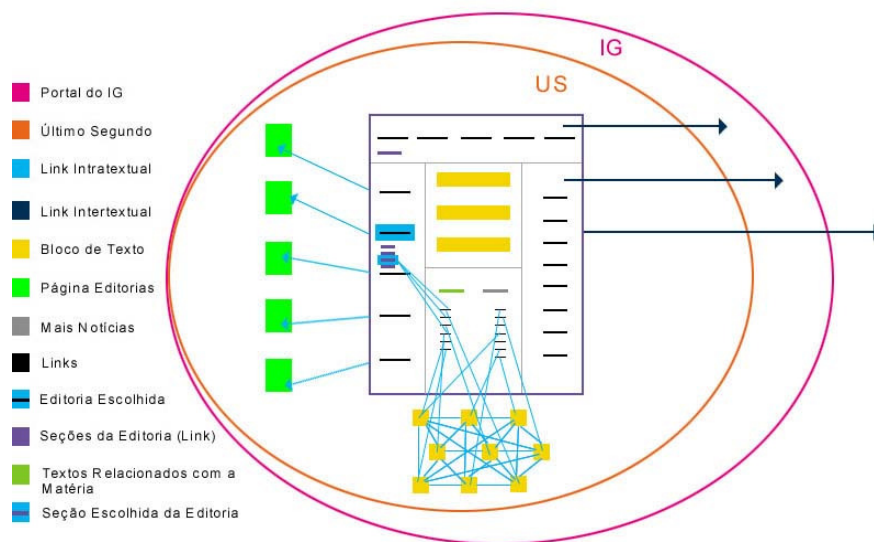 IG
US
Portal do IG
Último Segundo
Link Intratextual
Link Intertextual
Bloco de Texto
Página Editorias
Mais Notícias
Links
Editoria Escolhida
Seções da Editoria (Link)
Textos Relacionados com a
Matéria
Seção Escolhida da Editoria